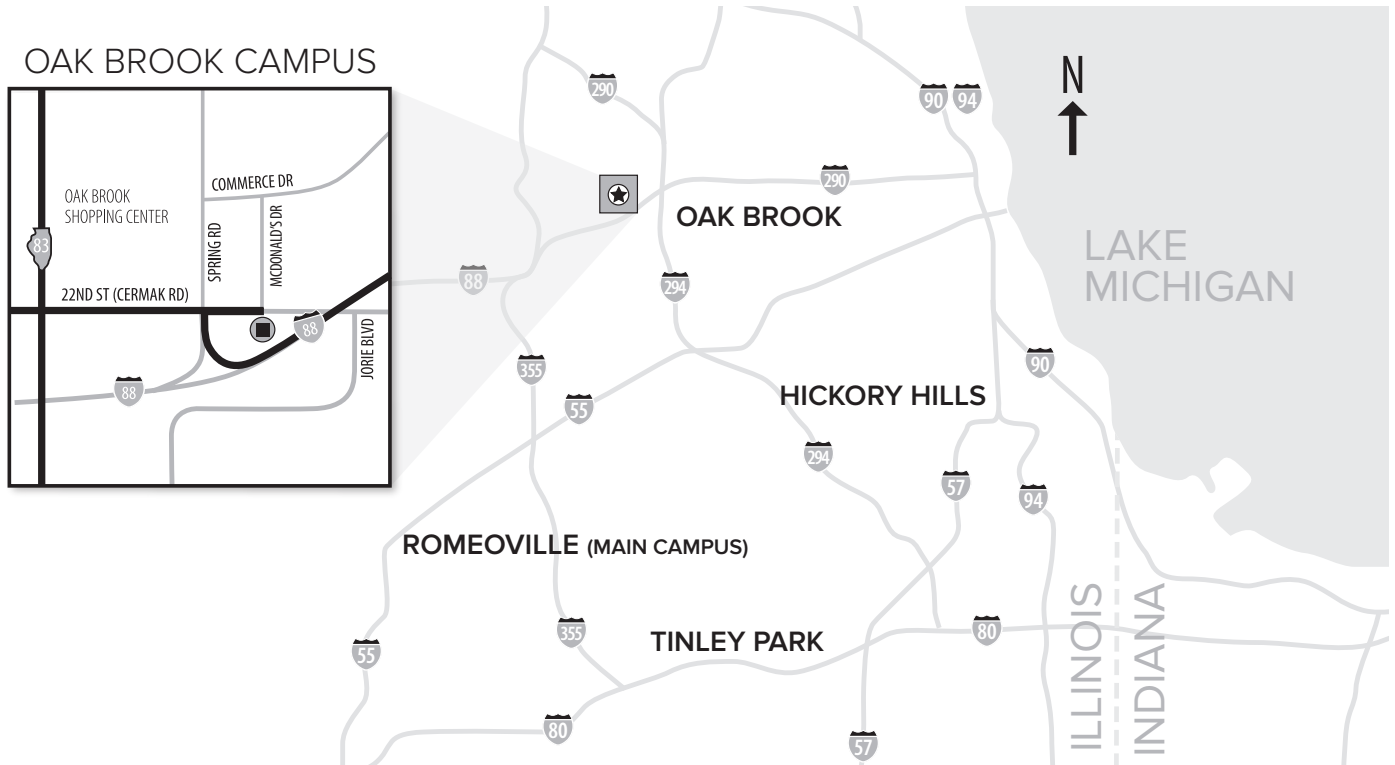 OAK BROOK CAMPUS
COMMERCE DR
OAK BROOK
SHOPPING CENTER
SPRING RD
MCDONALD'S DR
83
22ND ST (CERMAK RD)
88
JORIE BLVD
88
290
90
94
N
290
OAK BROOK
LAKE
MICHIGAN
88
294
355
90
55
HICKORY HILLS
294
57
94
ROMEOVILLE (MAIN CAMPUS)
ILLINOIS
INDIANA
355
TINLEY PARK
80
55
80
57